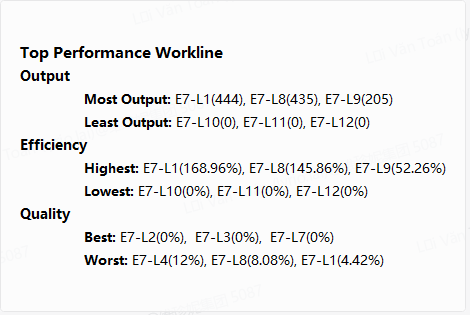 Top Performance Workline
Output
Most Output: E7-L1(444), E7-L8(435), E7-L9(205)
Least Output: E7-L10(0), E7-L11(0), E7-L12(0)
Efficiency
Highest: E7-L1(168.96%), E7-L8(145.86%), E7-L9(52.26%)
Lowest: E7-L10(0%), E7-L11(0%), E7-L12(0%)
Quality
Best: E7-L2(0%),  E7-L3(0%),  E7-L7(0%)
Worst: E7-L4(12%), E7-L8(8.08%), E7-L1(4.42%)